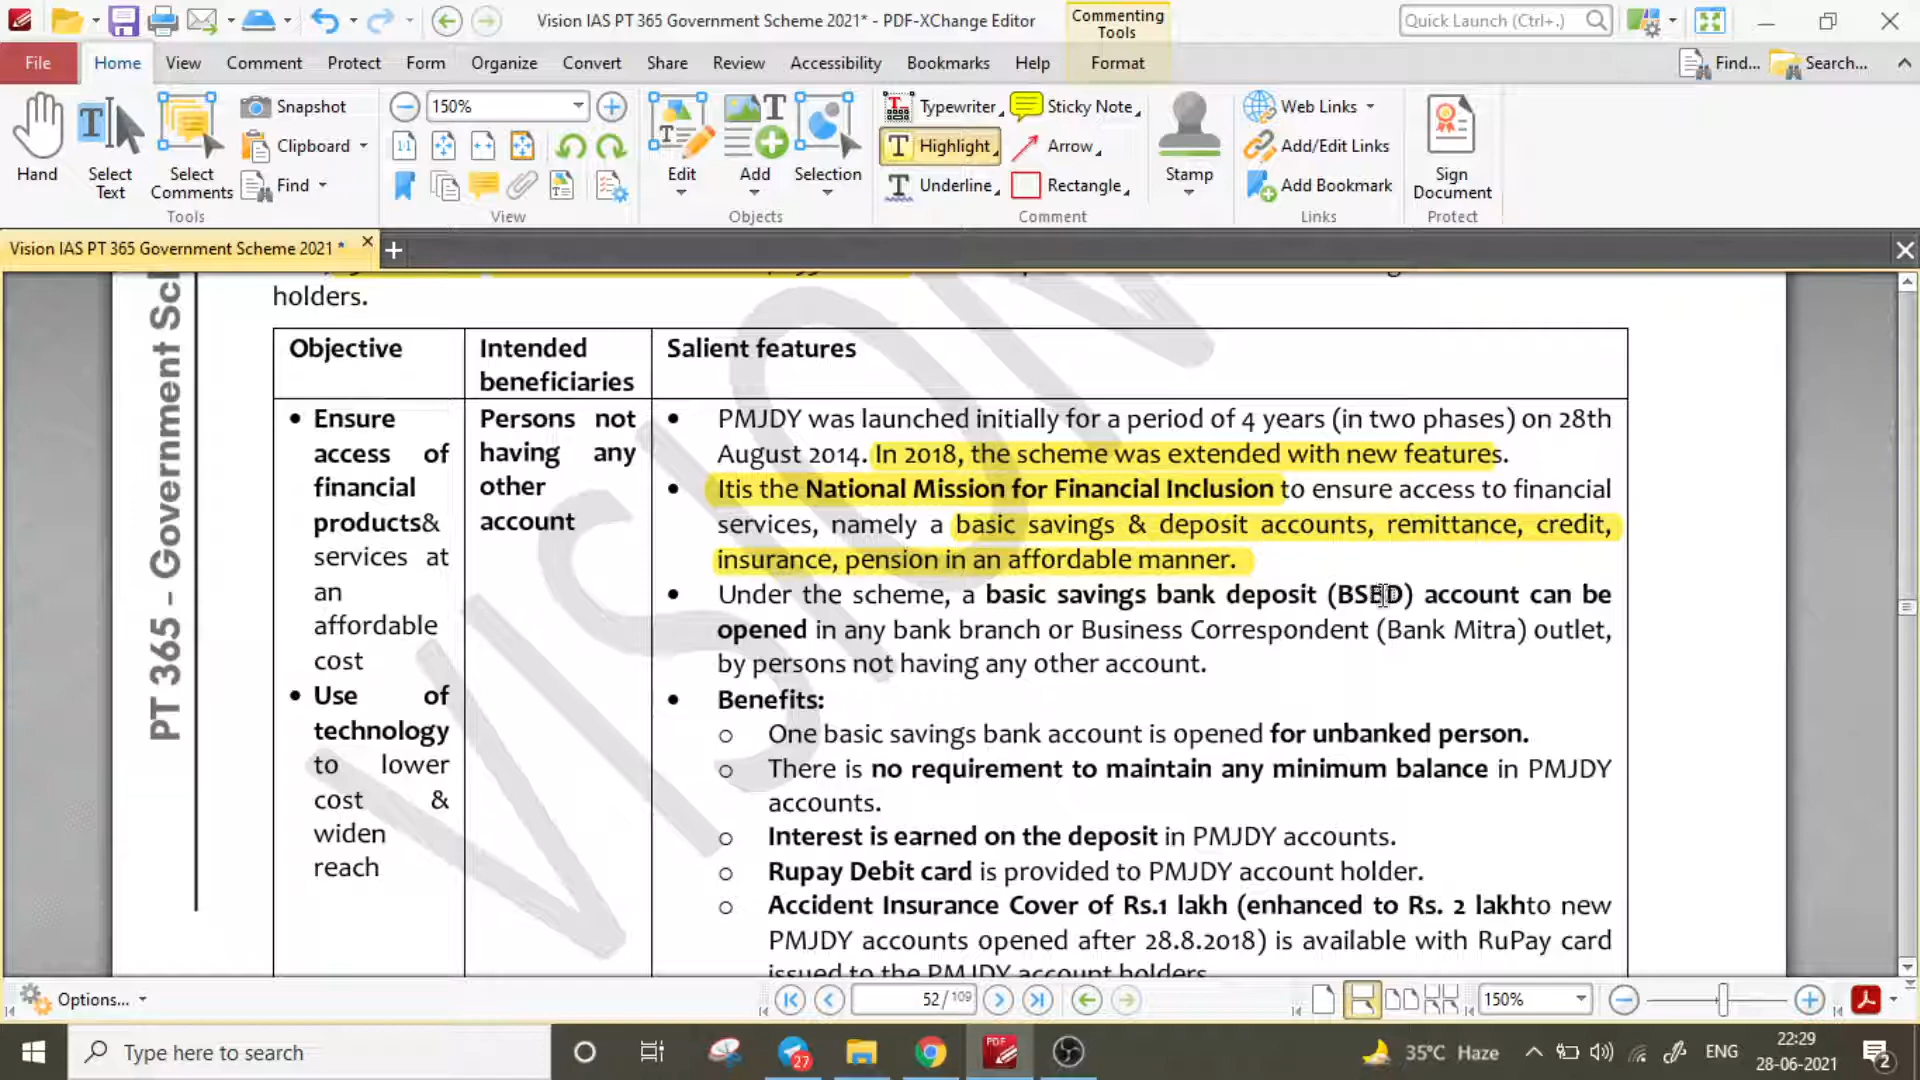 Vision IAS PT 365 Government Scheme 2021* - PDF-XChange Editor
Commenting
Tools
Quick Launch (Ctrl+.)
File Home View Comment Protect Form Organize Convert Share Review Accessibility Bookmarks Help Format Find... Search...
Hand
Select
Text
Select
Comments
Snapshot
Clipboard
Find
Tools
150%
View
Edit
Add
Selection
Objects
Typewriter
Highlight
Underline
Sticky Note
Arrow
Rectangle
Comment
Stamp
Web Links
Add/Edit Links
Add Bookmark
Links
Sign
Document
Protect
Vision IAS PT 365 Government Scheme 2021 *
holders.
PT 365 - Government Sc
VISION
Objective
Intended
beneficiaries
Salient features
• Ensure
access of
financial
products&
services at
an
affordable
cost
• Use of
technology
to lower
cost &
widen
reach
Persons not
having any
other
account
• PMJDY was launched initially for a period of 4 years (in two phases) on 28th
August 2014. In 2018, the scheme was extended with new features.
• Itis the National Mission for Financial Inclusion to ensure access to financial
services, namely a basic savings & deposit accounts, remittance, credit,
insurance, pension in an affordable manner.
• Under the scheme, a basic savings bank deposit (BSBD) account can be
opened in any bank branch or Business Correspondent (Bank Mitra) outlet,
by persons not having any other account.
• Benefits:
o One basic savings bank account is opened for unbanked person.
o There is no requirement to maintain any minimum balance in PMJDY
accounts.
o Interest is earned on the deposit in PMJDY accounts.
o Rupay Debit card is provided to PMJDY account holder.
o Accident Insurance Cover of Rs.1 lakh (enhanced to Rs. 2 lakhto new
PMJDY accounts opened after 28.8.2018) is available with RuPay card
issued to the PMJDY account holders
Options...
52 / 109
150%
Type here to search
27
35°C Haze
ENG
22:29
28-06-2021
2